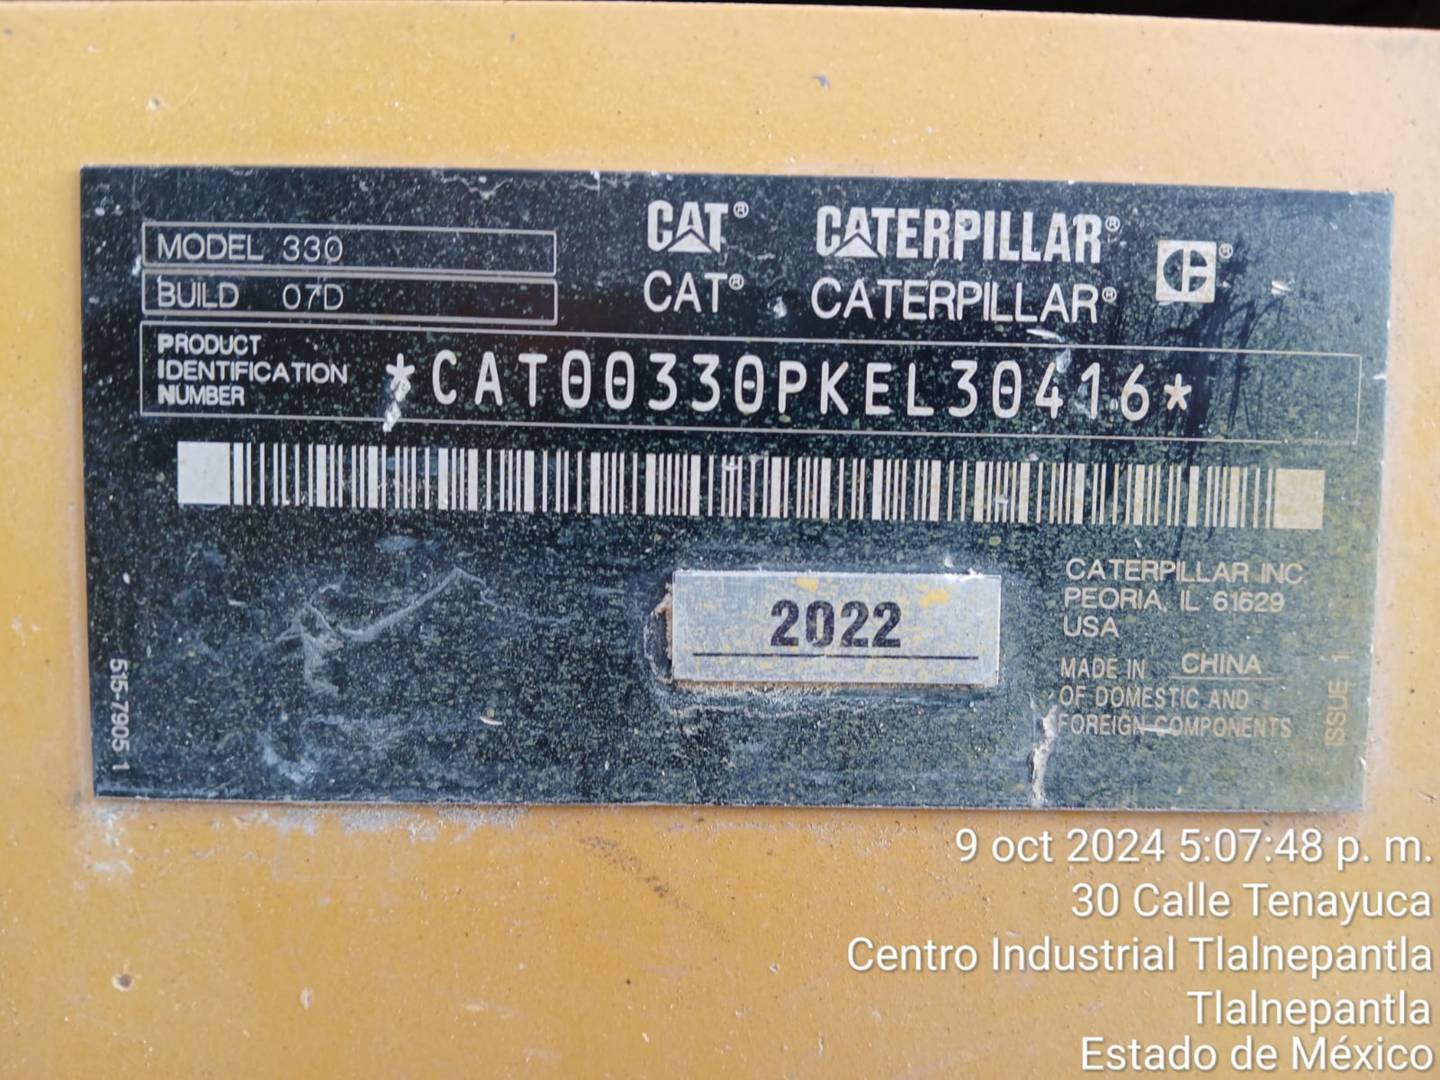 MODEL 330
BUILD 07D
CAT® CATERPILLAR®
CAT® CATERPILLAR®
PRODUCT
IDENTIFICATION
NUMBER
*CAT00330PKEL30416*
2022
CATERPILLAR INC.
PEORIA, IL 61629
USA
MADE IN CHINA
OF DOMESTIC AND
FOREIGN COMPONENTS
ISSUE 1
515-7905 1
9 oct 2024 5:07:48 p. m.
30 Calle Tenayuca
Centro Industrial Tlalnepantla
Tlalnepantla
Estado de México